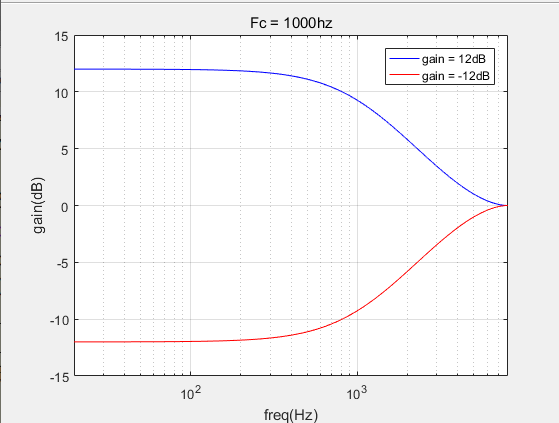 Fc = 1000hz
gain = 12dB
gain = -12dB
15
10
5
0
-5
-10
-15
gain(dB)
10^2
10^3
freq(Hz)